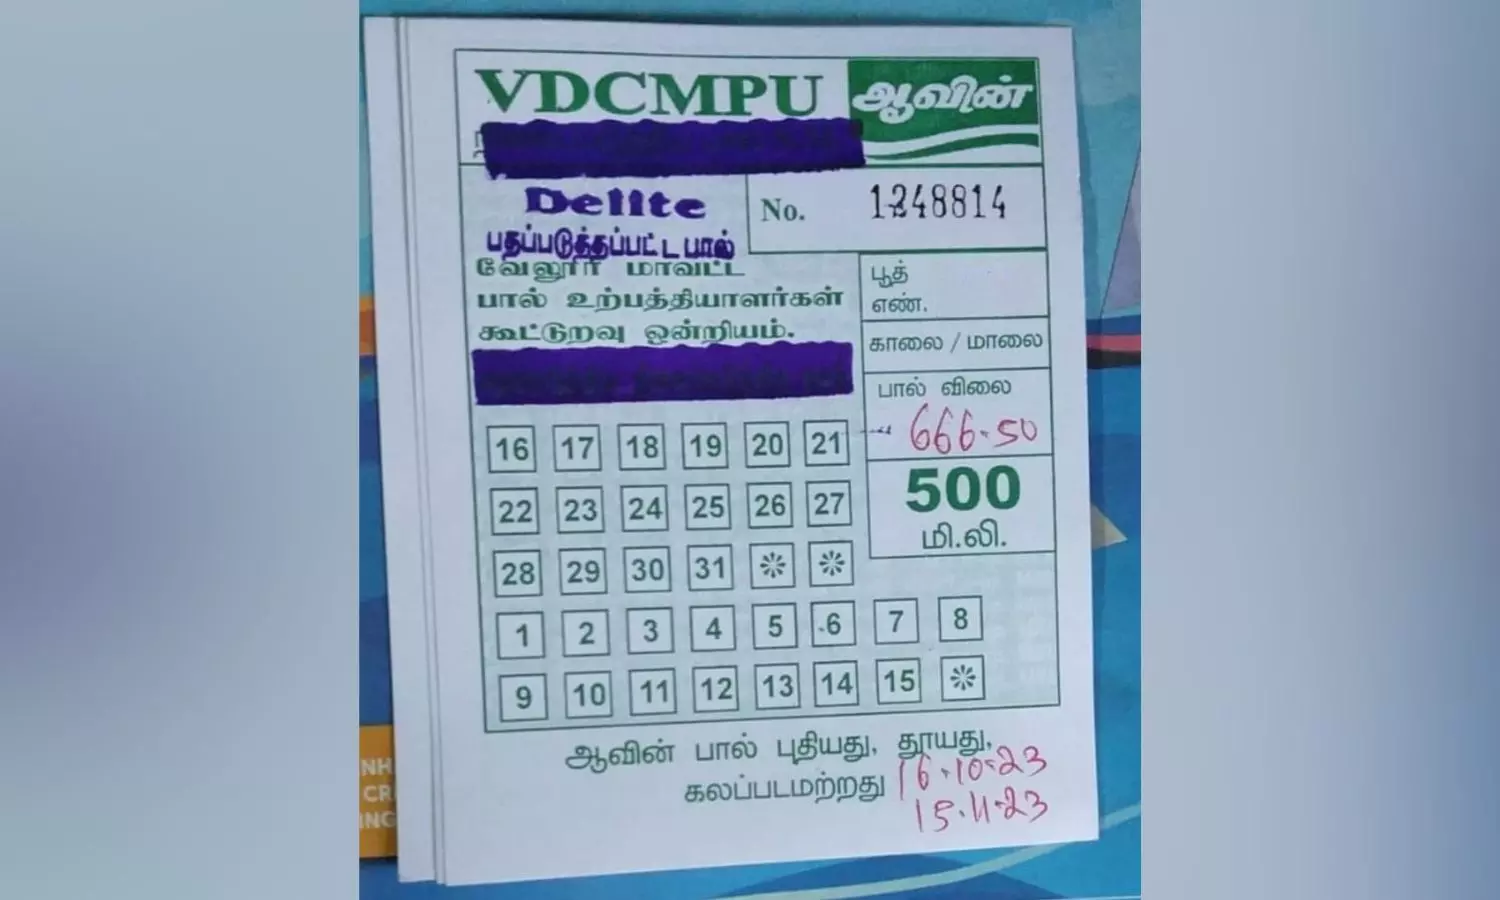 VDCMPU ஆவின்
Delite
பதப்படுத்தப்பட்ட பால்
No. 1248814
வேலூர் மாவட்ட
பால் உற்பத்தியாளர்கள்
கூட்டுறவு ஒன்றியம்.
பூத்
எண்.
காலை / மாலை
பால் விலை
666-50
500
மி.லி.
16 17 18 19 20 21
22 23 24 25 26 27
28 29 30 31
1 2 3 4 5 6 7 8
9 10 11 12 13 14 15
ஆவின் பால் புதியது, தூயது,
கலப்படமற்றது
16-10-23
15-11-23